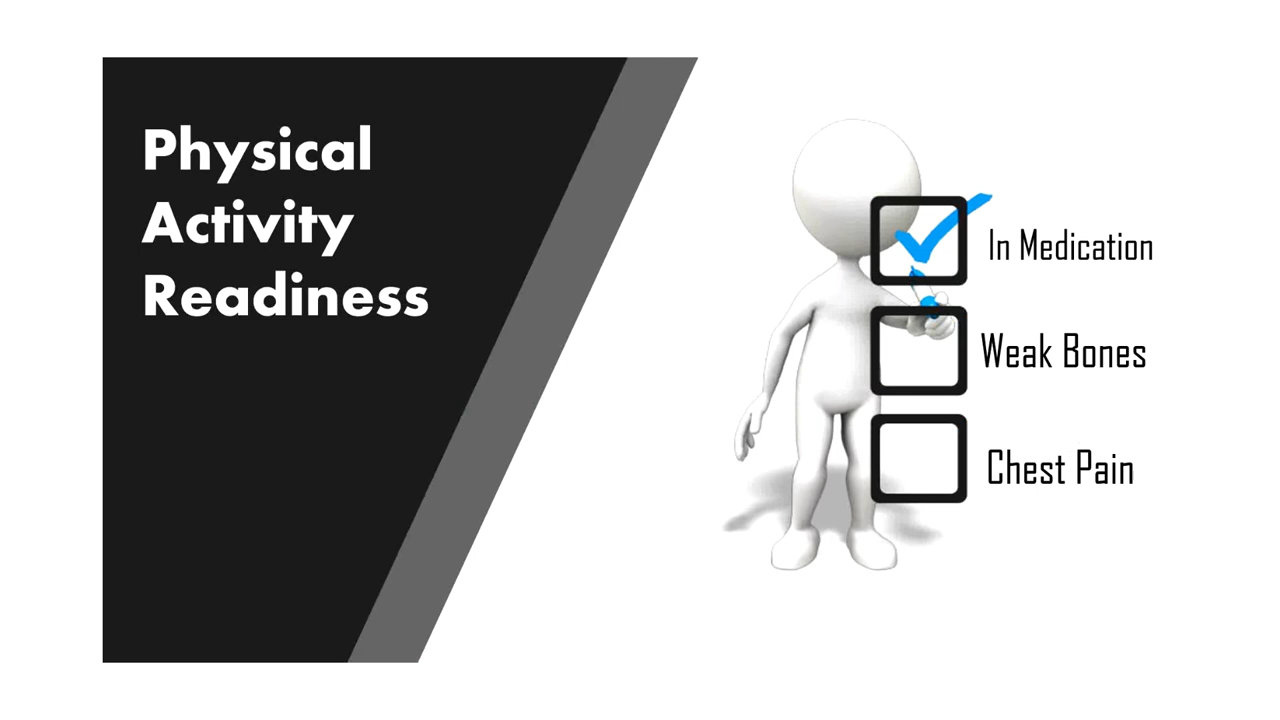 Physical
Activity
Readiness
In Medication
Weak Bones
Chest Pain